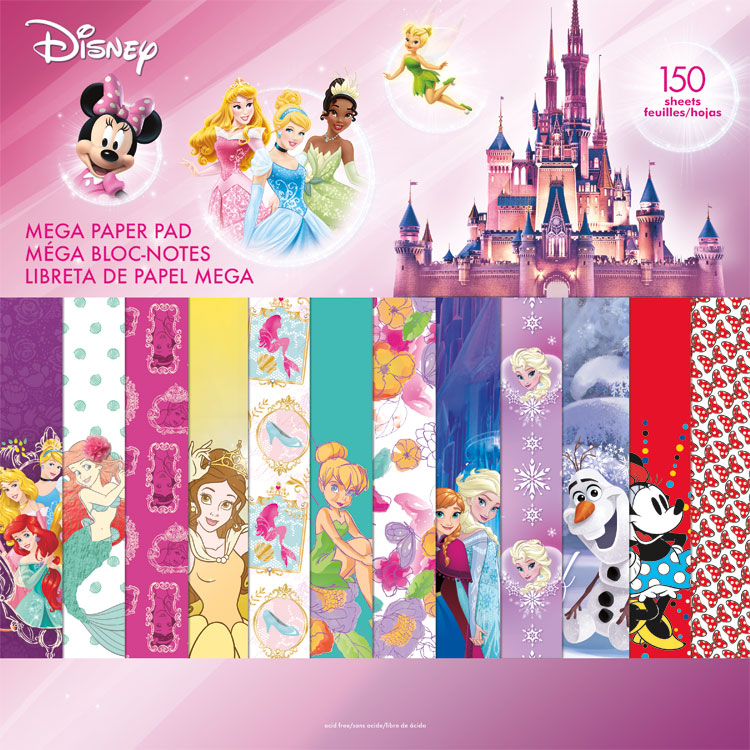 Disney
150
sheets
feuilles/hojas
MEGA PAPER PAD
MÉGA BLOC-NOTES
LIBRETA DE PAPEL MEGA
acid free/sans acide/libre de ácido